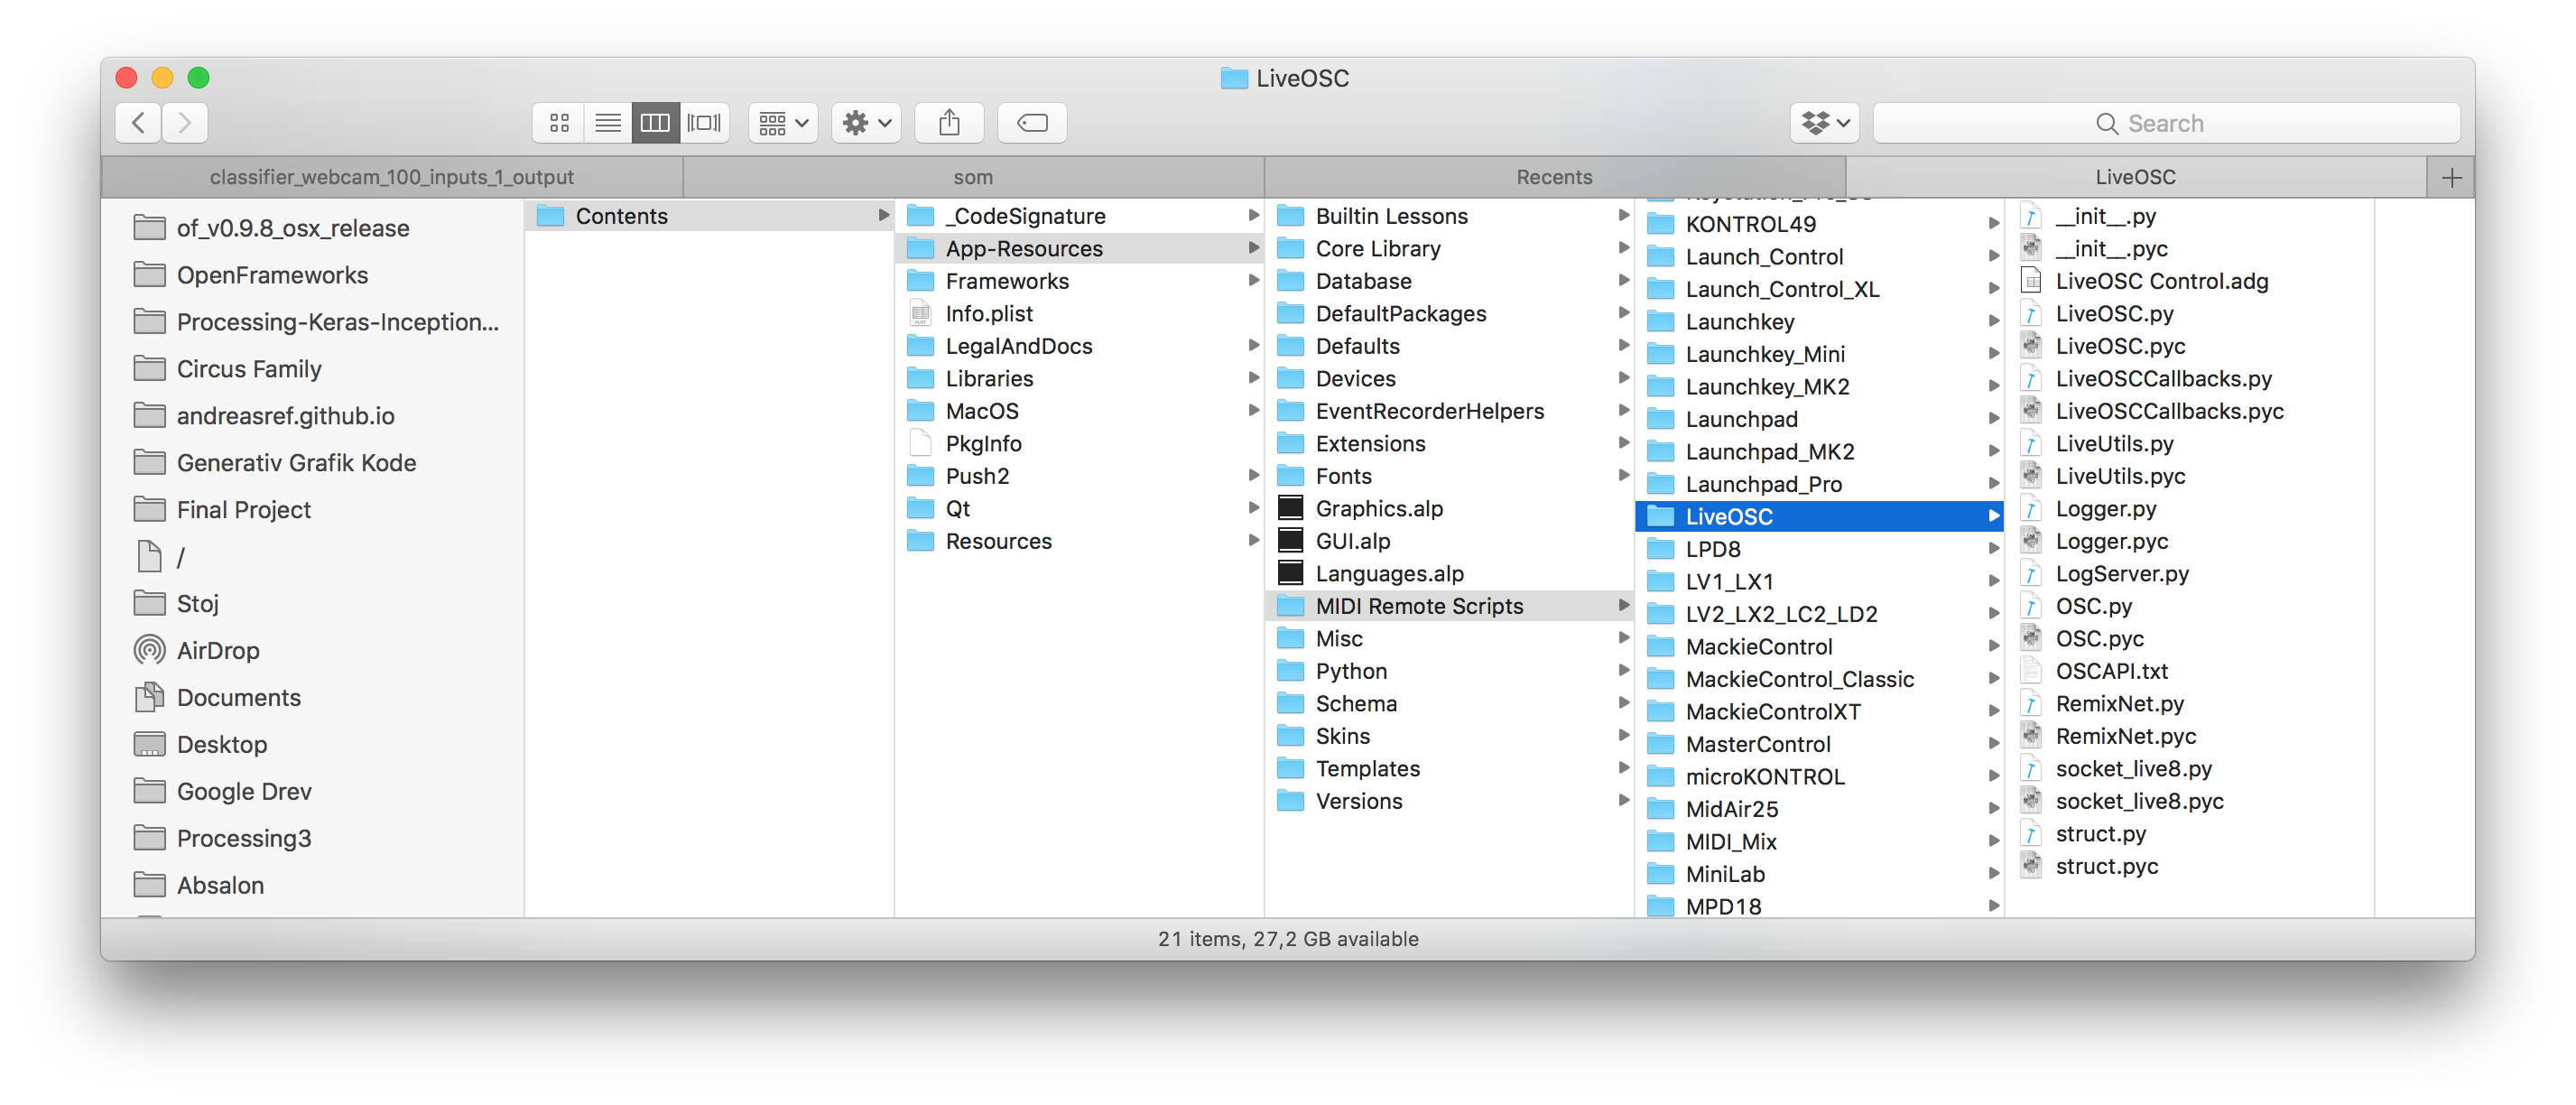 LiveOSC
Search
classifier_webcam_100_inputs_1_output
som
Recents
LiveOSC
of_v0.9.8_osx_release
OpenFrameworks
Processing-Keras-Inception...
Circus Family
andreasref.github.io
Generativ Grafik Kode
Final Project
/
Stoj
AirDrop
Documents
Desktop
Google Drev
Processing3
Absalon
Contents
_CodeSignature
App-Resources
Frameworks
Info.plist
LegalAndDocs
Libraries
MacOS
PkgInfo
Push2
Qt
Resources
Builtin Lessons
Core Library
Database
DefaultPackages
Defaults
Devices
EventRecorderHelpers
Extensions
Fonts
Graphics.alp
GUI.alp
Languages.alp
MIDI Remote Scripts
Misc
Python
Schema
Skins
Templates
Versions
KONTROL49
Launch_Control
Launch_Control_XL
Launchkey
Launchkey_Mini
Launchkey_MK2
Launchpad
Launchpad_MK2
Launchpad_Pro
LiveOSC
LPD8
LV1_LX1
LV2_LX2_LC2_LD2
MackieControl
MackieControl_Classic
MackieControlXT
MasterControl
microKONTROL
MidAir25
MIDI_Mix
MiniLab
MPD18
__init__.py
__init__.pyc
LiveOSC Control.adg
LiveOSC.py
LiveOSC.pyc
LiveOSCCallbacks.py
LiveOSCCallbacks.pyc
LiveUtils.py
LiveUtils.pyc
Logger.py
Logger.pyc
LogServer.py
OSC.py
OSC.pyc
OSCAPI.txt
RemixNet.py
RemixNet.pyc
socket_live8.py
socket_live8.pyc
struct.py
struct.pyc
21 items, 27,2 GB available